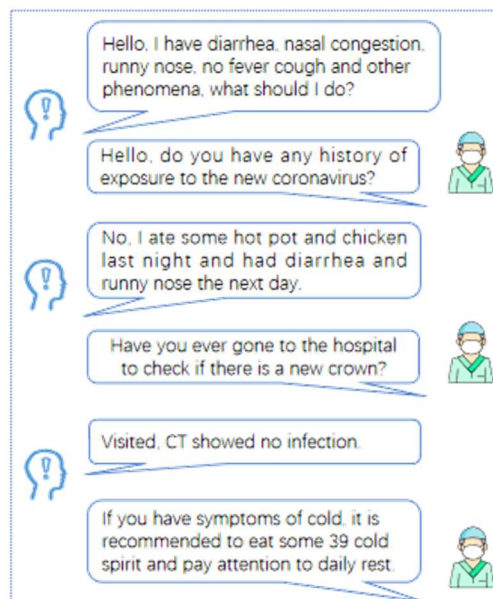 Hello, I have diarrhea, nasal congestion,
runny nose, no fever cough and other
phenomena, what should I do?
Hello, do you have any history of
exposure to the new coronavirus?
No, I ate some hot pot and chicken
last night and had diarrhea and
runny nose the next day.
Have you ever gone to the hospital
to check if there is a new crown?
Visited, CT showed no infection.
If you have symptoms of cold, it is
recommended to eat some 39 cold
spirit and pay attention to daily rest.